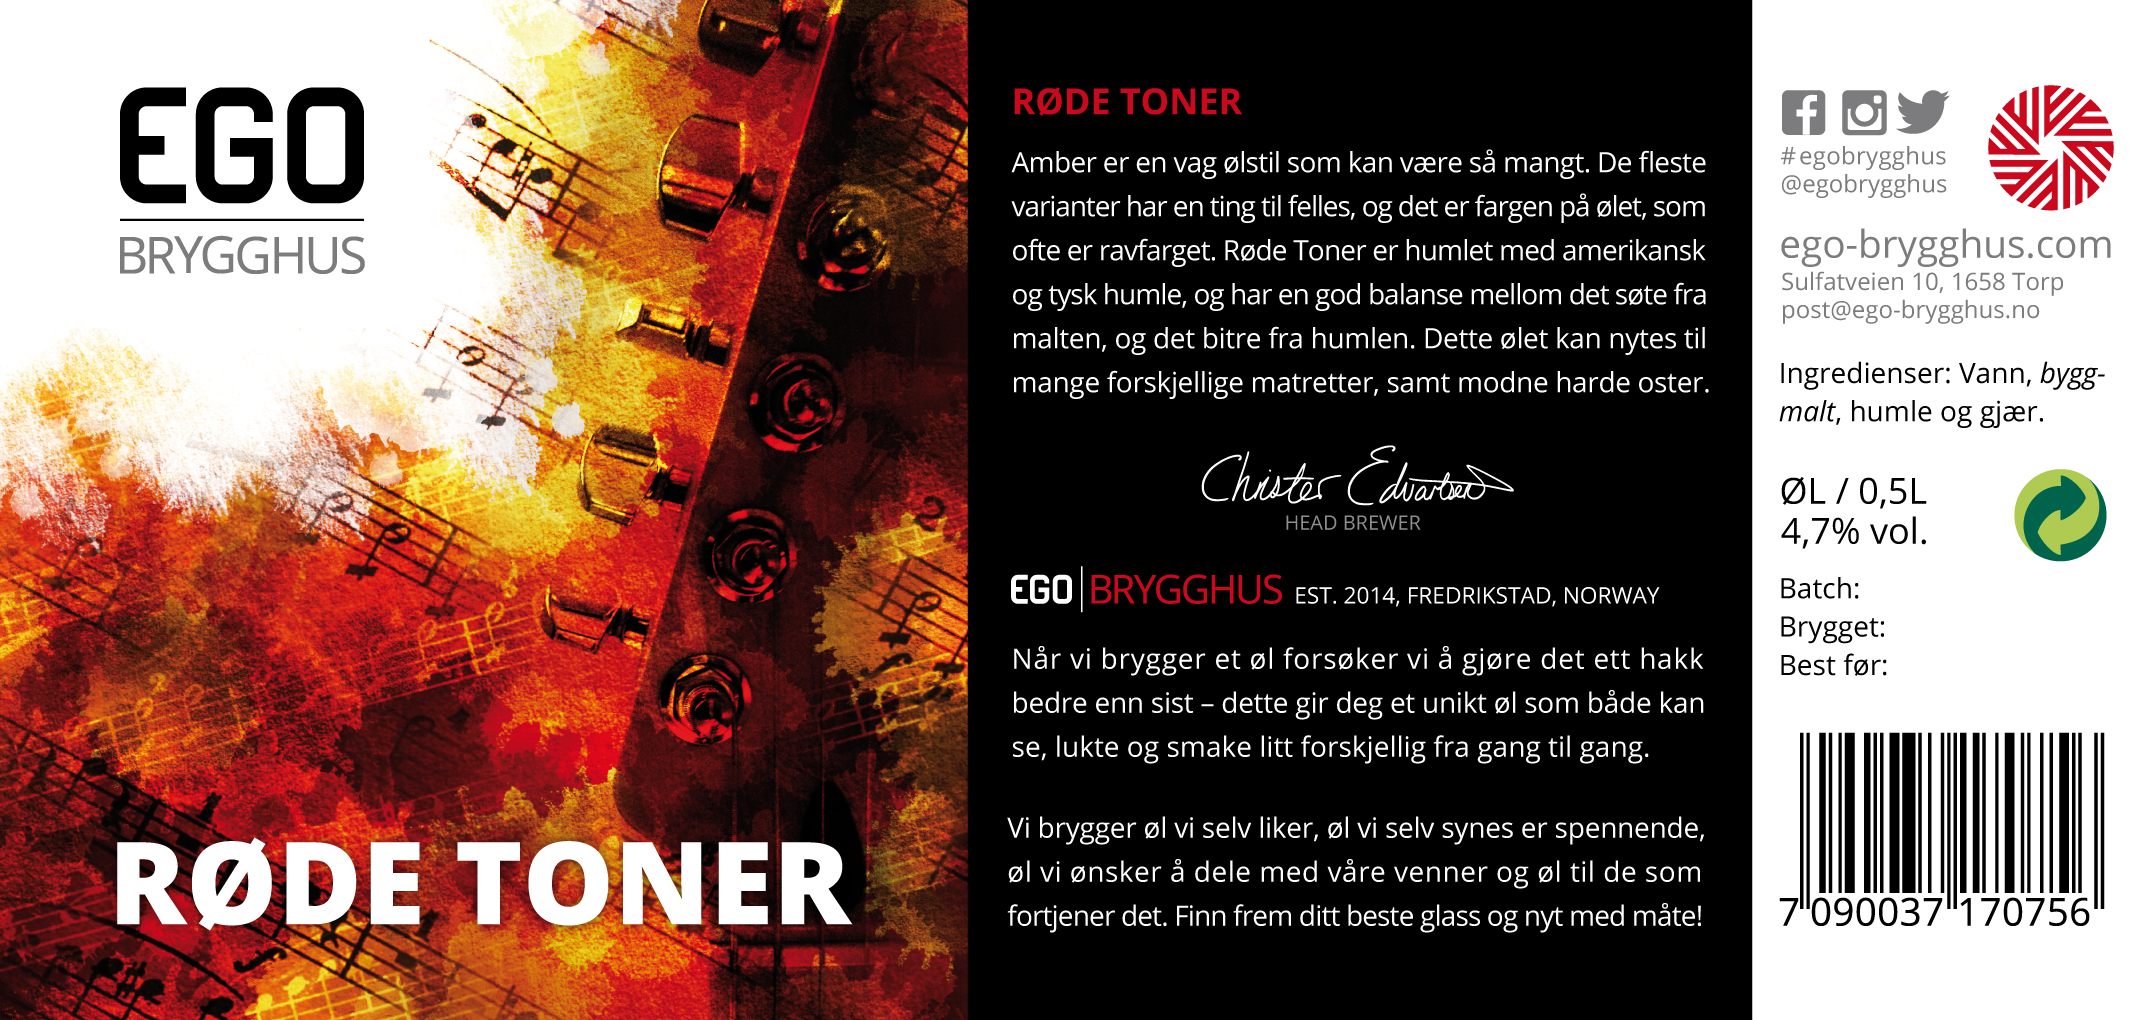 EGO
BRYGGHUS
RØDE TONER
RØDE TONER
Amber er en vag ølstil som kan være så mangt. De fleste
varianter har en ting til felles, og det er fargen på ølet, som
ofte er ravfarget. Røde Toner er humlet med amerikansk
og tysk humle, og har en god balanse mellom det søte fra
malten, og det bitre fra humlen. Dette ølet kan nytes til
mange forskjellige matretter, samt modne harde oster.
Christer Edvartsen
HEAD BREWER
EGO BRYGGHUS EST. 2014, FREDRIKSTAD, NORWAY
Når vi brygger et øl forsøker vi å gjøre det ett hakk
bedre enn sist – dette gir deg et unikt øl som både kan
se, lukte og smake litt forskjellig fra gang til gang.
Vi brygger øl vi selv liker, øl vi selv synes er spennende,
øl vi ønsker å dele med våre venner og øl til de som
fortjener det. Finn frem ditt beste glass og nyt med måte!
#egobrygghus
@egobrygghus
ego-brygghus.com
Sulfatveien 10, 1658 Torp
post@ego-brygghus.no
Ingredienser: Vann, bygg-
malt, humle og gjær.
ØL / 0,5L
4,7% vol.
Batch:
Brygget:
Best før:
7 090037 170756